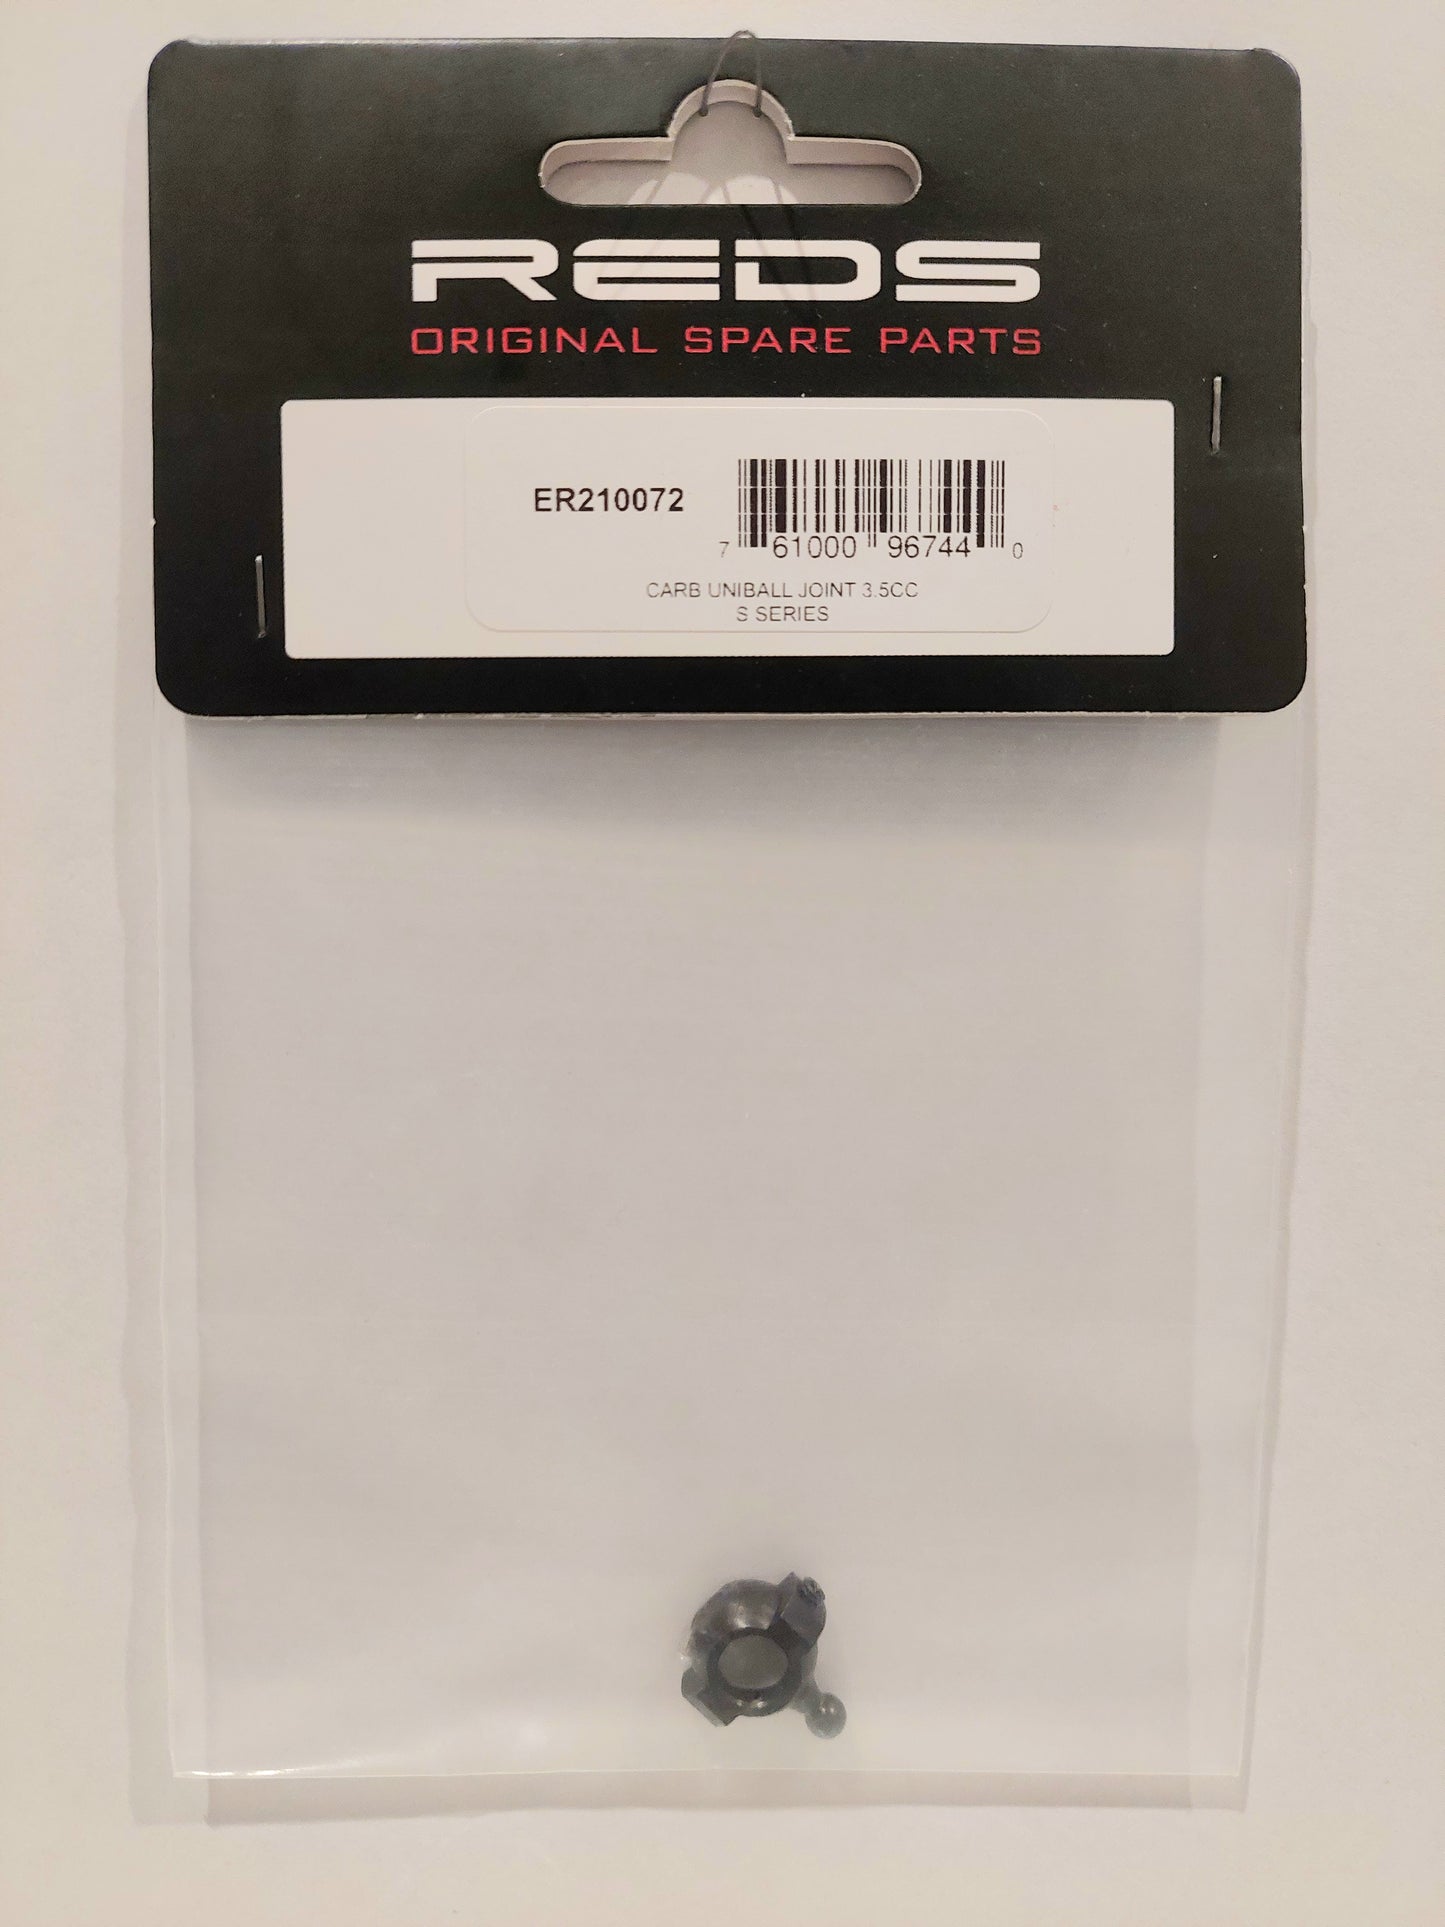 REDS
ORIGINAL SPARE PARTS
ER210072
7 61000 96744 0
CARB UNIBALL JOINT 3.5CC
S SERIES